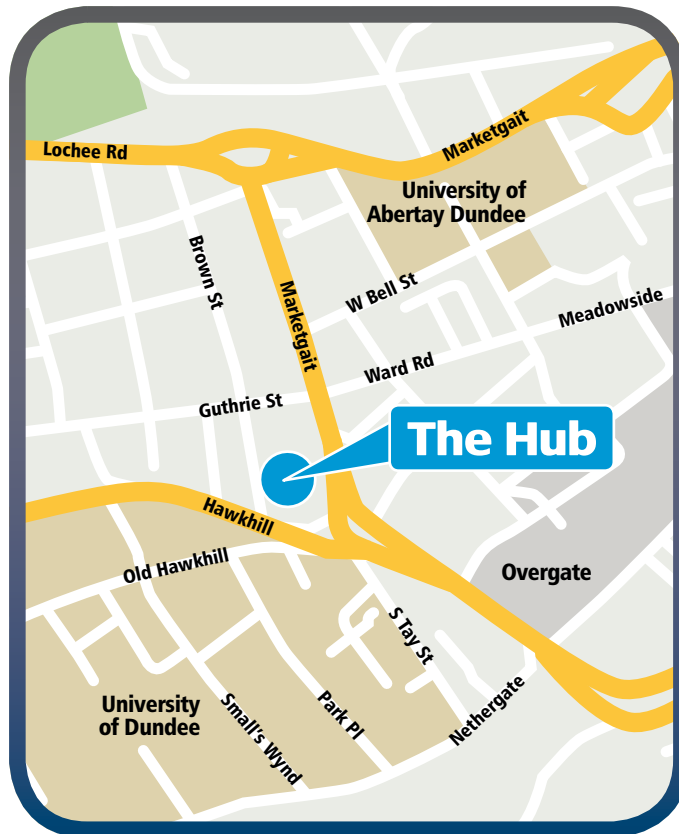 Lochee Rd
Marketgait
University of
Abertay Dundee
Brown St
Marketgait
W Bell St
Meadowside
Ward Rd
Guthrie St
The Hub
Hawkhill
Old Hawkhill
Overgate
S Tay St
University
of Dundee
Small's Wynd
Park Pl
Nethergate